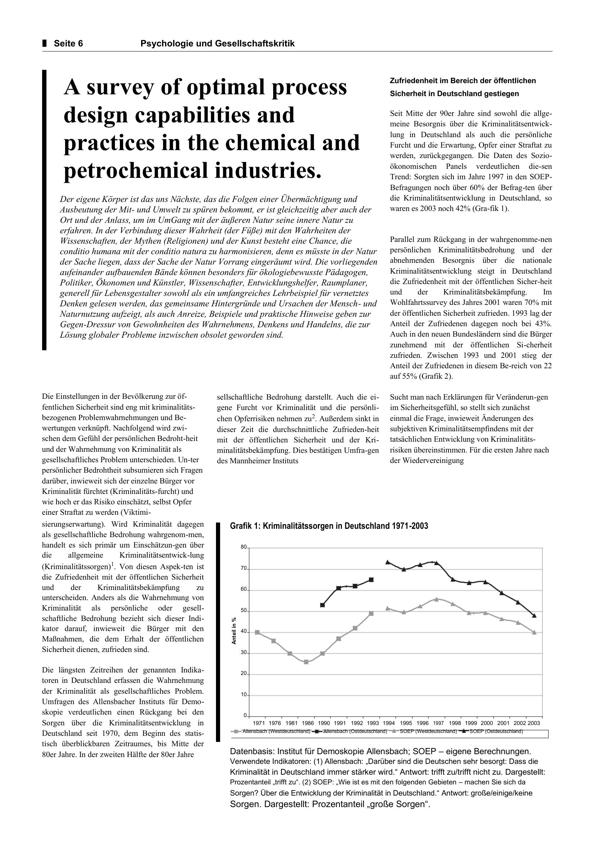 Seite 6 Psychologie und Gesellschaftskritik
A survey of optimal process
design capabilities and
practices in the chemical and
petrochemical industries.
Der eigene Körper ist das uns Nächste, das die Folgen einer Übermächtigung und
Ausbeutung der Mit- und Umwelt zu spüren bekommt, er ist gleichzeitig aber auch der
Ort und der Anlass, um im UmGang mit der äußeren Natur seine innere Natur zu
erfahren. In der Verbindung dieser Wahrheit (der Füße) mit den Wahrheiten der
Wissenschaften, der Mythen (Religionen) und der Kunst besteht eine Chance, die
conditio humana mit der conditio natura zu harmonisieren, denn es müsste in der Natur
der Sache liegen, dass der Sache der Natur Vorrang eingeräumt wird. Die vorliegenden
aufeinander aufbauenden Bände können besonders für ökologiebewusste Pädagogen,
Politiker, Ökonomen und Künstler, Wissenschafter, Entwicklungshelfer, Raumplaner,
generell für Lebensgestalter sowohl als ein umfangreiches Lehrbeispiel für vernetztes
Denken gelesen werden, das gemeinsame Hintergründe und Ursachen der Mensch- und
Naturnutzung aufzeigt, als auch Anreize, Beispiele und praktische Hinweise geben zur
Gegen-Dressur von Gewohnheiten des Wahrnehmens, Denkens und Handelns, die zur
Lösung globaler Probleme inzwischen obsolet geworden sind.
Zufriedenheit im Bereich der öffentlichen
Sicherheit in Deutschland gestiegen
Seit Mitte der 90er Jahre sind sowohl die allge-
meine Besorgnis über die Kriminalitätsentwick-
lung in Deutschland als auch die persönliche
Furcht und die Erwartung, Opfer einer Straftat zu
werden, zurückgegangen. Die Daten des Sozio-
ökonomischen Panels verdeutlichen die-sen
Trend: Sorgten sich im Jahre 1997 in den SOEP-
Befragungen noch über 60% der Befrag-ten über
die Kriminalitätsentwicklung in Deutschland, so
waren es 2003 noch 42% (Gra-fik 1).
Parallel zum Rückgang in der wahrgenomme-nen
persönlichen Kriminalitätsbedrohung und der
abnehmenden Besorgnis über die nationale
Kriminalitätsentwicklung steigt in Deutschland
die Zufriedenheit mit der öffentlichen Sicher-heit
und der Kriminalitätsbekämpfung. Im
Wohlfahrtssurvey des Jahres 2001 waren 70% mit
der öffentlichen Sicherheit zufrieden. 1993 lag der
Anteil der Zufriedenen dagegen noch bei 43%.
Auch in den neuen Bundesländern sind die Bürger
zunehmend mit der öffentlichen Si-cherheit
zufrieden. Zwischen 1993 und 2001 stieg der
Anteil der Zufriedenen in diesem Be-reich von 22
auf 55% (Grafik 2).
Die Einstellungen in der Bevölkerung zur öf-
fentlichen Sicherheit sind eng mit kriminalitäts-
bezogenen Problemwahrnehmungen und Be-
wertungen verknüpft. Nachfolgend wird zwi-
schen dem Gefühl der persönlichen Bedroht-heit
und der Wahrnehmung von Kriminalität als
gesellschaftliches Problem unterschieden. Un-ter
persönlicher Bedrohtheit subsumieren sich Fragen
darüber, inwieweit sich der einzelne Bürger vor
Kriminalität fürchtet (Kriminalitäts-furcht) und
wie hoch er das Risiko einschätzt, selbst Opfer
einer Straftat zu werden (Viktimi-
sierungserwartung). Wird Kriminalität dagegen
als gesellschaftliche Bedrohung wahrgenom-men,
handelt es sich primär um Einschätzun-gen über
die allgemeine Kriminalitätsentwick-lung
(Kriminalitätssorgen)1. Von diesen Aspek-ten ist
die Zufriedenheit mit der öffentlichen Sicherheit
und der Kriminalitätsbekämpfung zu
unterscheiden. Anders als die Wahrnehmung von
Kriminalität als persönliche oder gesell-
schaftliche Bedrohung bezieht sich dieser Indi-
kator darauf, inwieweit die Bürger mit den
Maßnahmen, die dem Erhalt der öffentlichen
Sicherheit dienen, zufrieden sind.
Die längsten Zeitreihen der genannten Indika-
toren in Deutschland erfassen die Wahrnehmung
der Kriminalität als gesellschaftliches Problem.
Umfragen des Allensbacher Instituts für Demo-
skopie verdeutlichen einen Rückgang bei den
Sorgen über die Kriminalitätsentwicklung in
Deutschland seit 1970, dem Beginn des statis-
tisch überblickbaren Zeitraumes, bis Mitte der
80er Jahre. In der zweiten Hälfte der 80er Jahre
sellschaftliche Bedrohung darstellt. Auch die ei-
gene Furcht vor Kriminalität und die persönli-
chen Opferrisiken nehmen zu2. Außerdem sinkt in
dieser Zeit die durchschnittliche Zufrieden-heit
mit der öffentlichen Sicherheit und der Kri-
minalitätsbekämpfung. Dies bestätigen Umfra-gen
des Mannheimer Instituts
Sucht man nach Erklärungen für Veränderun-gen
im Sicherheitsgefühl, so stellt sich zunächst
einmal die Frage, inwieweit Änderungen des
subjektiven Kriminalitätsempfindens mit der
tatsächlichen Entwicklung von Kriminalitäts-
risiken übereinstimmen. Für die ersten Jahre nach
der Wiedervereinigung
Grafik 1: Kriminalitätssorgen in Deutschland 1971-2003
Anteil in %
80
70
60
50
40
30
20
10
0
1971 1976 1981 1986 1990 1991 1992 1993 1994 1995 1996 1997 1998 1999 2000 2001 2002 2003
Allensbach (Westdeutschland) Allensbach (Ostdeutschland) SOEP (Westdeutschland) SOEP (Ostdeutschland)
Datenbasis: Institut für Demoskopie Allensbach; SOEP – eigene Berechnungen.
Verwendete Indikatoren: (1) Allensbach: „Darüber sind die Deutschen sehr besorgt: Dass die
Kriminalität in Deutschland immer stärker wird.“ Antwort: trifft zu/trifft nicht zu. Dargestellt:
Prozentanteil „trifft zu“. (2) SOEP: „Wie ist es mit den folgenden Gebieten – machen Sie sich da
Sorgen? Über die Entwicklung der Kriminalität in Deutschland.“ Antwort: große/einige/keine
Sorgen. Dargestellt: Prozentanteil „große Sorgen“.